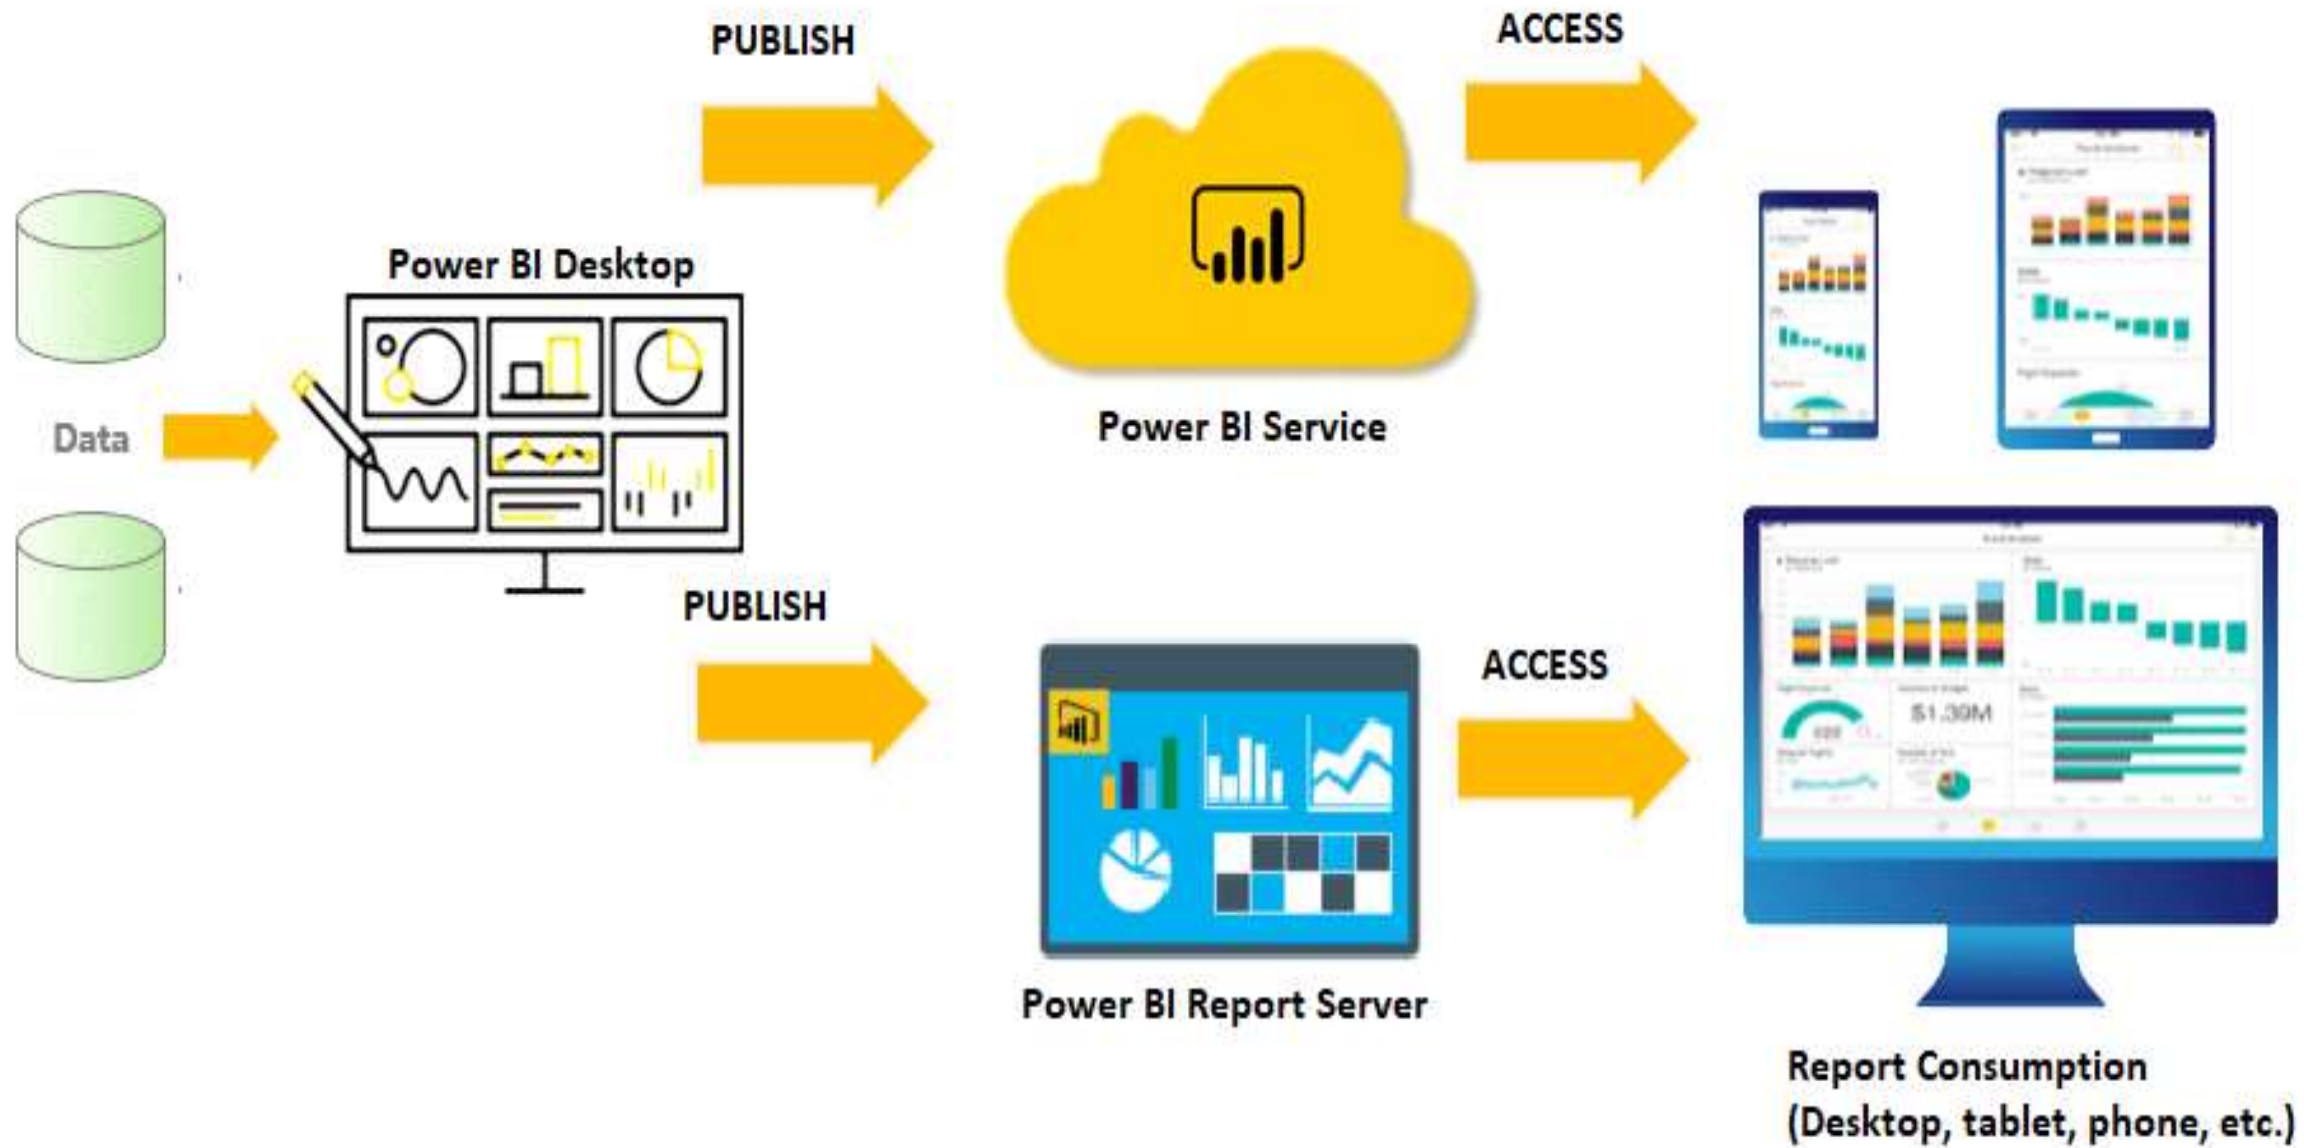 PUBLISH
ACCESS
Power BI Desktop
Data
Power BI Service
PUBLISH
ACCESS
$1.39M
Power BI Report Server
Report Consumption
(Desktop, tablet, phone, etc.)